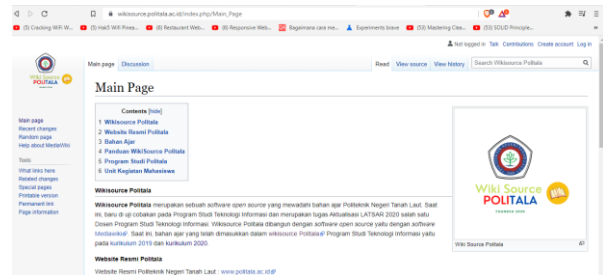 wikisource.politala.ac.id/index.php/Main_Page
(3) Cracking Wifi W...
(5) Hak5 Wifi Pinea...
(6) Restaurant Web...
(6) Responsive Web...
Bagaimana cara me...
Experiments brave
(53) Mastering Clea...
(53) SOLID Principle...
Not logged in Talk Contributions Create account Log in
Main page Discussion
Read View source View history Search Wikisource Politala
Wiki Source
POLITALA
Main page
Recent changes
Random page
Help about MediaWiki
Tools
What links here
Related changes
Special pages
Printable version
Permanent link
Page information
Main Page
Contents [hide]
1 Wikisource Politala
2 Website Resmi Politala
3 Bahan Ajar
4 Panduan WikiSource Politala
5 Program Studi Politala
6 Unit Kegiatan Mahasiswa
Wikisource Politala
Wikisource Politala merupakan sebuah software open source yang mewadahi bahan ajar Politeknik Negeri Tanah Laut. Saat
ini, baru di uji cobakan pada Program Studi Teknologi Informasi dan merupakan tugas Aktualisasi LATSAR 2020 salah satu
Dosen Program Studi Teknologi Informasi. Wikisource Politala dibangun dengan software open source yaitu dengan software
Mediawiki. Saat ini, bahan ajar yang telah dimasukkan dalam wikisource Politala Program Studi Teknologi Informasi yaitu
pada kurikulum 2019 dan kurikulum 2020.
Website Resmi Politala
Website Resmi Politeknik Negeri Tanah Laut : www.politala.ac.id
Wiki Source
POLITALA
FOUNDED 2009
Wiki Source Politala